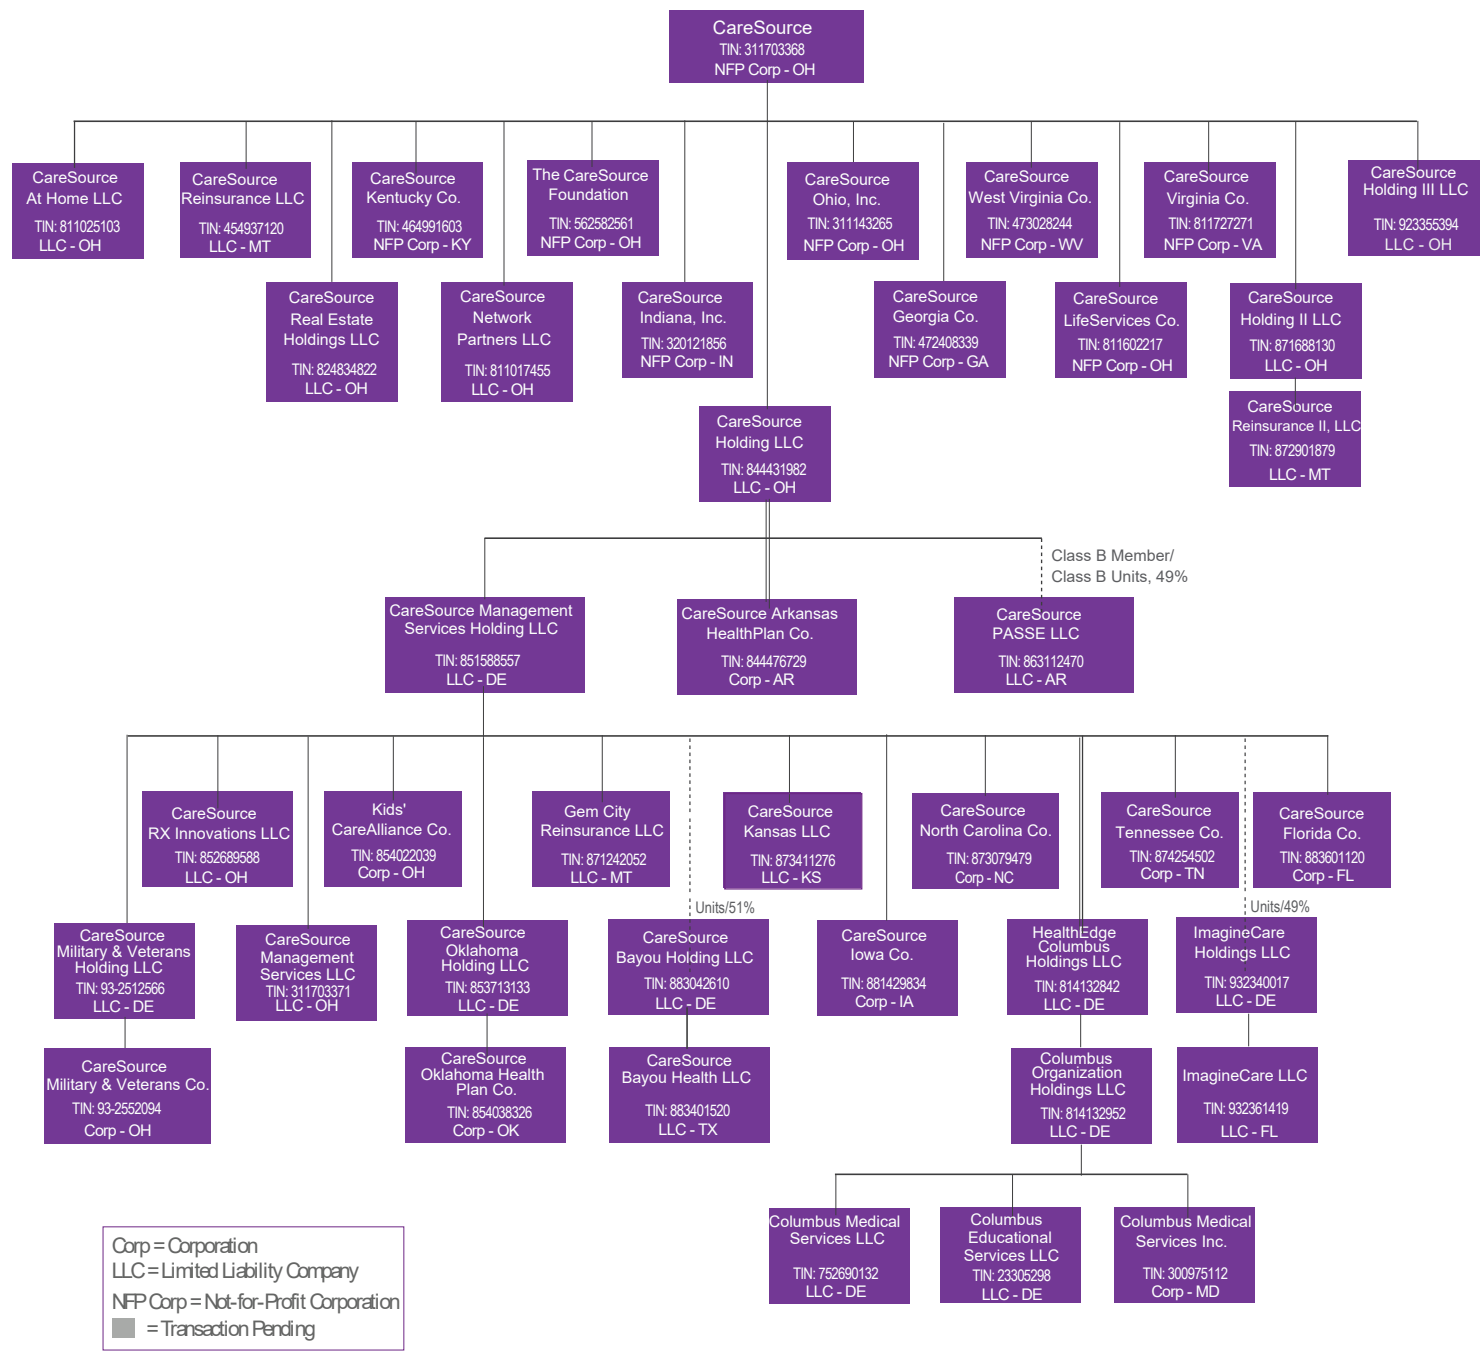 CareSource
TIN: 311703368
NFP Corp - OH
CareSource
At Home LLC
TIN: 811025103
LLC - OH
CareSource
Reinsurance LLC
TIN: 454937120
LLC - MT
CareSource
Kentucky Co.
TIN: 464991603
NFP Corp - KY
The CareSource
Foundation
TIN: 562582561
NFP Corp - OH
CareSource
Ohio, Inc.
TIN: 311143265
NFP Corp - OH
CareSource
West Virginia Co.
TIN: 473028244
NFP Corp - WV
CareSource
Virginia Co.
TIN: 811727271
NFP Corp - VA
CareSource
Holding III LLC
TIN: 923355394
LLC - OH
CareSource
Real Estate
Holdings LLC
TIN: 824834822
LLC - OH
CareSource
Network
Partners LLC
TIN: 811017455
LLC - OH
CareSource
Indiana, Inc.
TIN: 320121856
NFP Corp - IN
CareSource
Georgia Co.
TIN: 472408339
NFP Corp - GA
CareSource
LifeServices Co.
TIN: 811602217
NFP Corp - OH
CareSource
Holding II LLC
TIN: 871688130
LLC - OH
CareSource
Reinsurance II, LLC
TIN: 872901879
LLC - MT
CareSource
Holding LLC
TIN: 844431982
LLC - OH
Class B Member/
Class B Units, 49%
CareSource Management
Services Holding LLC
TIN: 851588557
LLC - DE
CareSource Arkansas
HealthPlan Co.
TIN: 844476729
Corp - AR
CareSource
PASSE LLC
TIN: 863112470
LLC - AR
CareSource
RX Innovations LLC
TIN: 852689588
LLC - OH
Kids'
CareAlliance Co.
TIN: 854022039
Corp - OH
Gem City
Reinsurance LLC
TIN: 871242052
LLC - MT
CareSource
Kansas LLC
TIN: 873411276
LLC - KS
CareSource
North Carolina Co.
TIN: 873079479
Corp - NC
CareSource
Tennessee Co.
TIN: 874254502
Corp - TN
CareSource
Florida Co.
TIN: 883601120
Corp - FL
Units/51%
Units/49%
CareSource
Military & Veterans
Holding LLC
TIN: 93-2512566
LLC - DE
CareSource
Management
Services LLC
TIN: 311703371
LLC - OH
CareSource
Oklahoma
Holding LLC
TIN: 853713133
LLC - DE
CareSource
Bayou Holding LLC
TIN: 883042610
LLC - DE
CareSource
Iowa Co.
TIN: 881429834
Corp - IA
HealthEdge
Columbus
Holdings LLC
TIN: 814132842
LLC - DE
ImagineCare
Holdings LLC
TIN: 932340017
LLC - DE
CareSource
Military & Veterans Co.
TIN: 93-2552094
Corp - OH
CareSource
Oklahoma Health
Plan Co.
TIN: 854038326
Corp - OK
CareSource
Bayou Health LLC
TIN: 883401520
LLC - TX
Columbus
Organization
Holdings LLC
TIN: 814132952
LLC - DE
ImagineCare LLC
TIN: 932361419
LLC - FL
Columbus Medical
Services LLC
TIN: 752690132
LLC - DE
Columbus
Educational
Services LLC
TIN: 23305298
LLC - DE
Columbus Medical
Services Inc.
TIN: 300975112
Corp - MD
Corp = Corporation
LLC = Limited Liability Company
NFP Corp = Not-for-Profit Corporation
= Transaction Pending